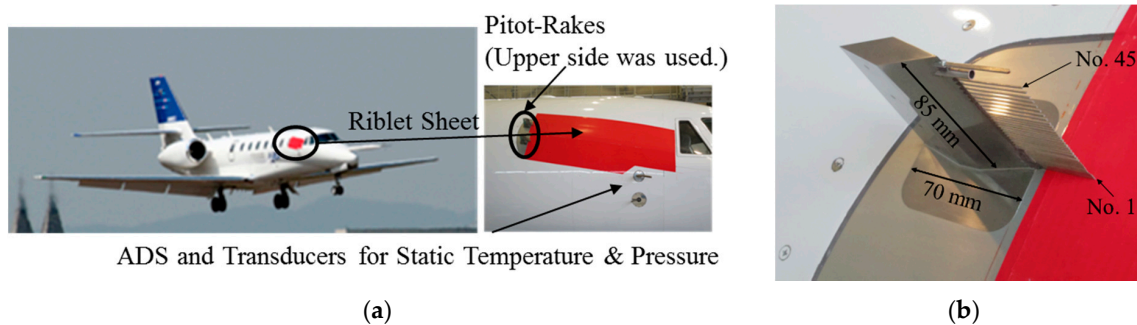 Pitot-Rakes
(Upper side was used.)
Riblet Sheet
ADS and Transducers for Static Temperature & Pressure
(a)
No. 45
85 mm
70 mm
No. 1
(b)